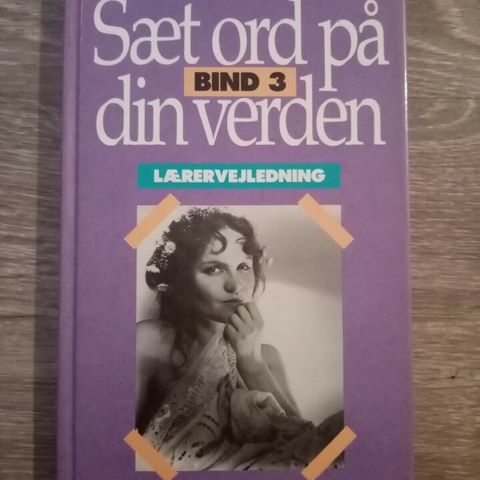 Sæt ord på
BIND 3
din verden
LÆRERVEJLEDNING